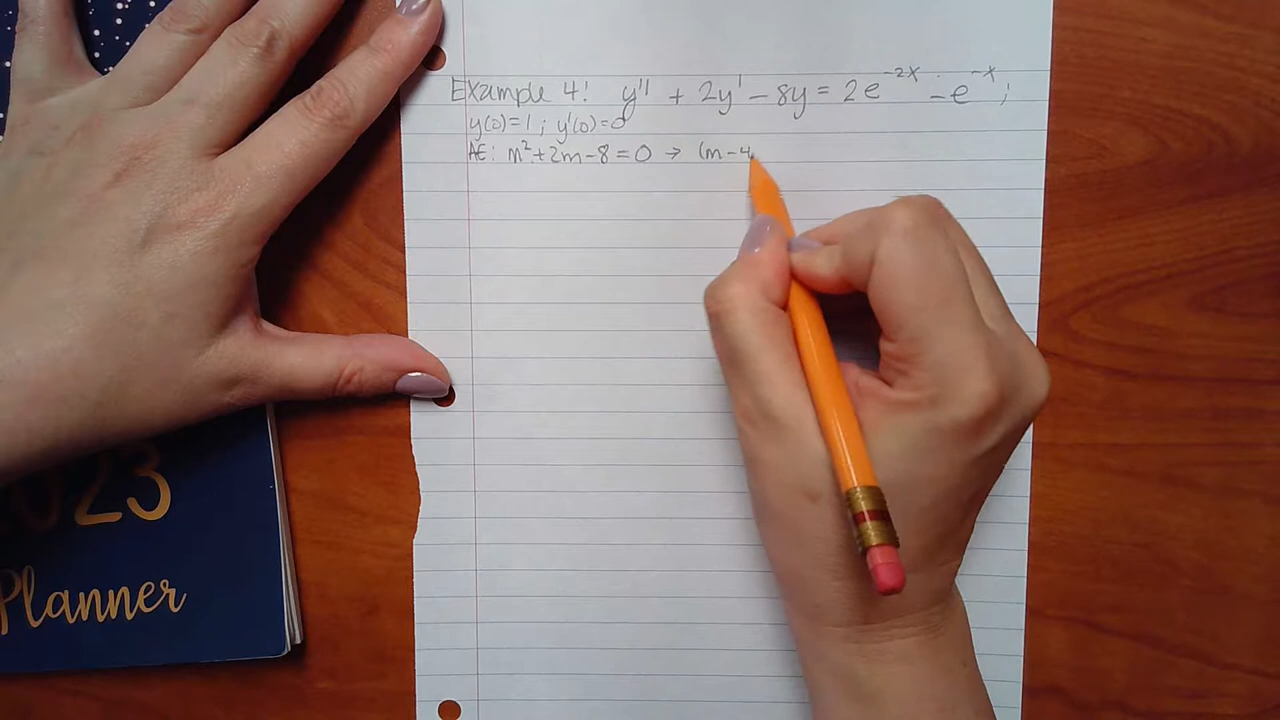 Example 4: y'' + 2y' - 8y = 2e^{-2x} - e^{-x};
y(0)=1; y'(0)=0
AE: m²+2m-8=0 → (m-4
2023
Planner